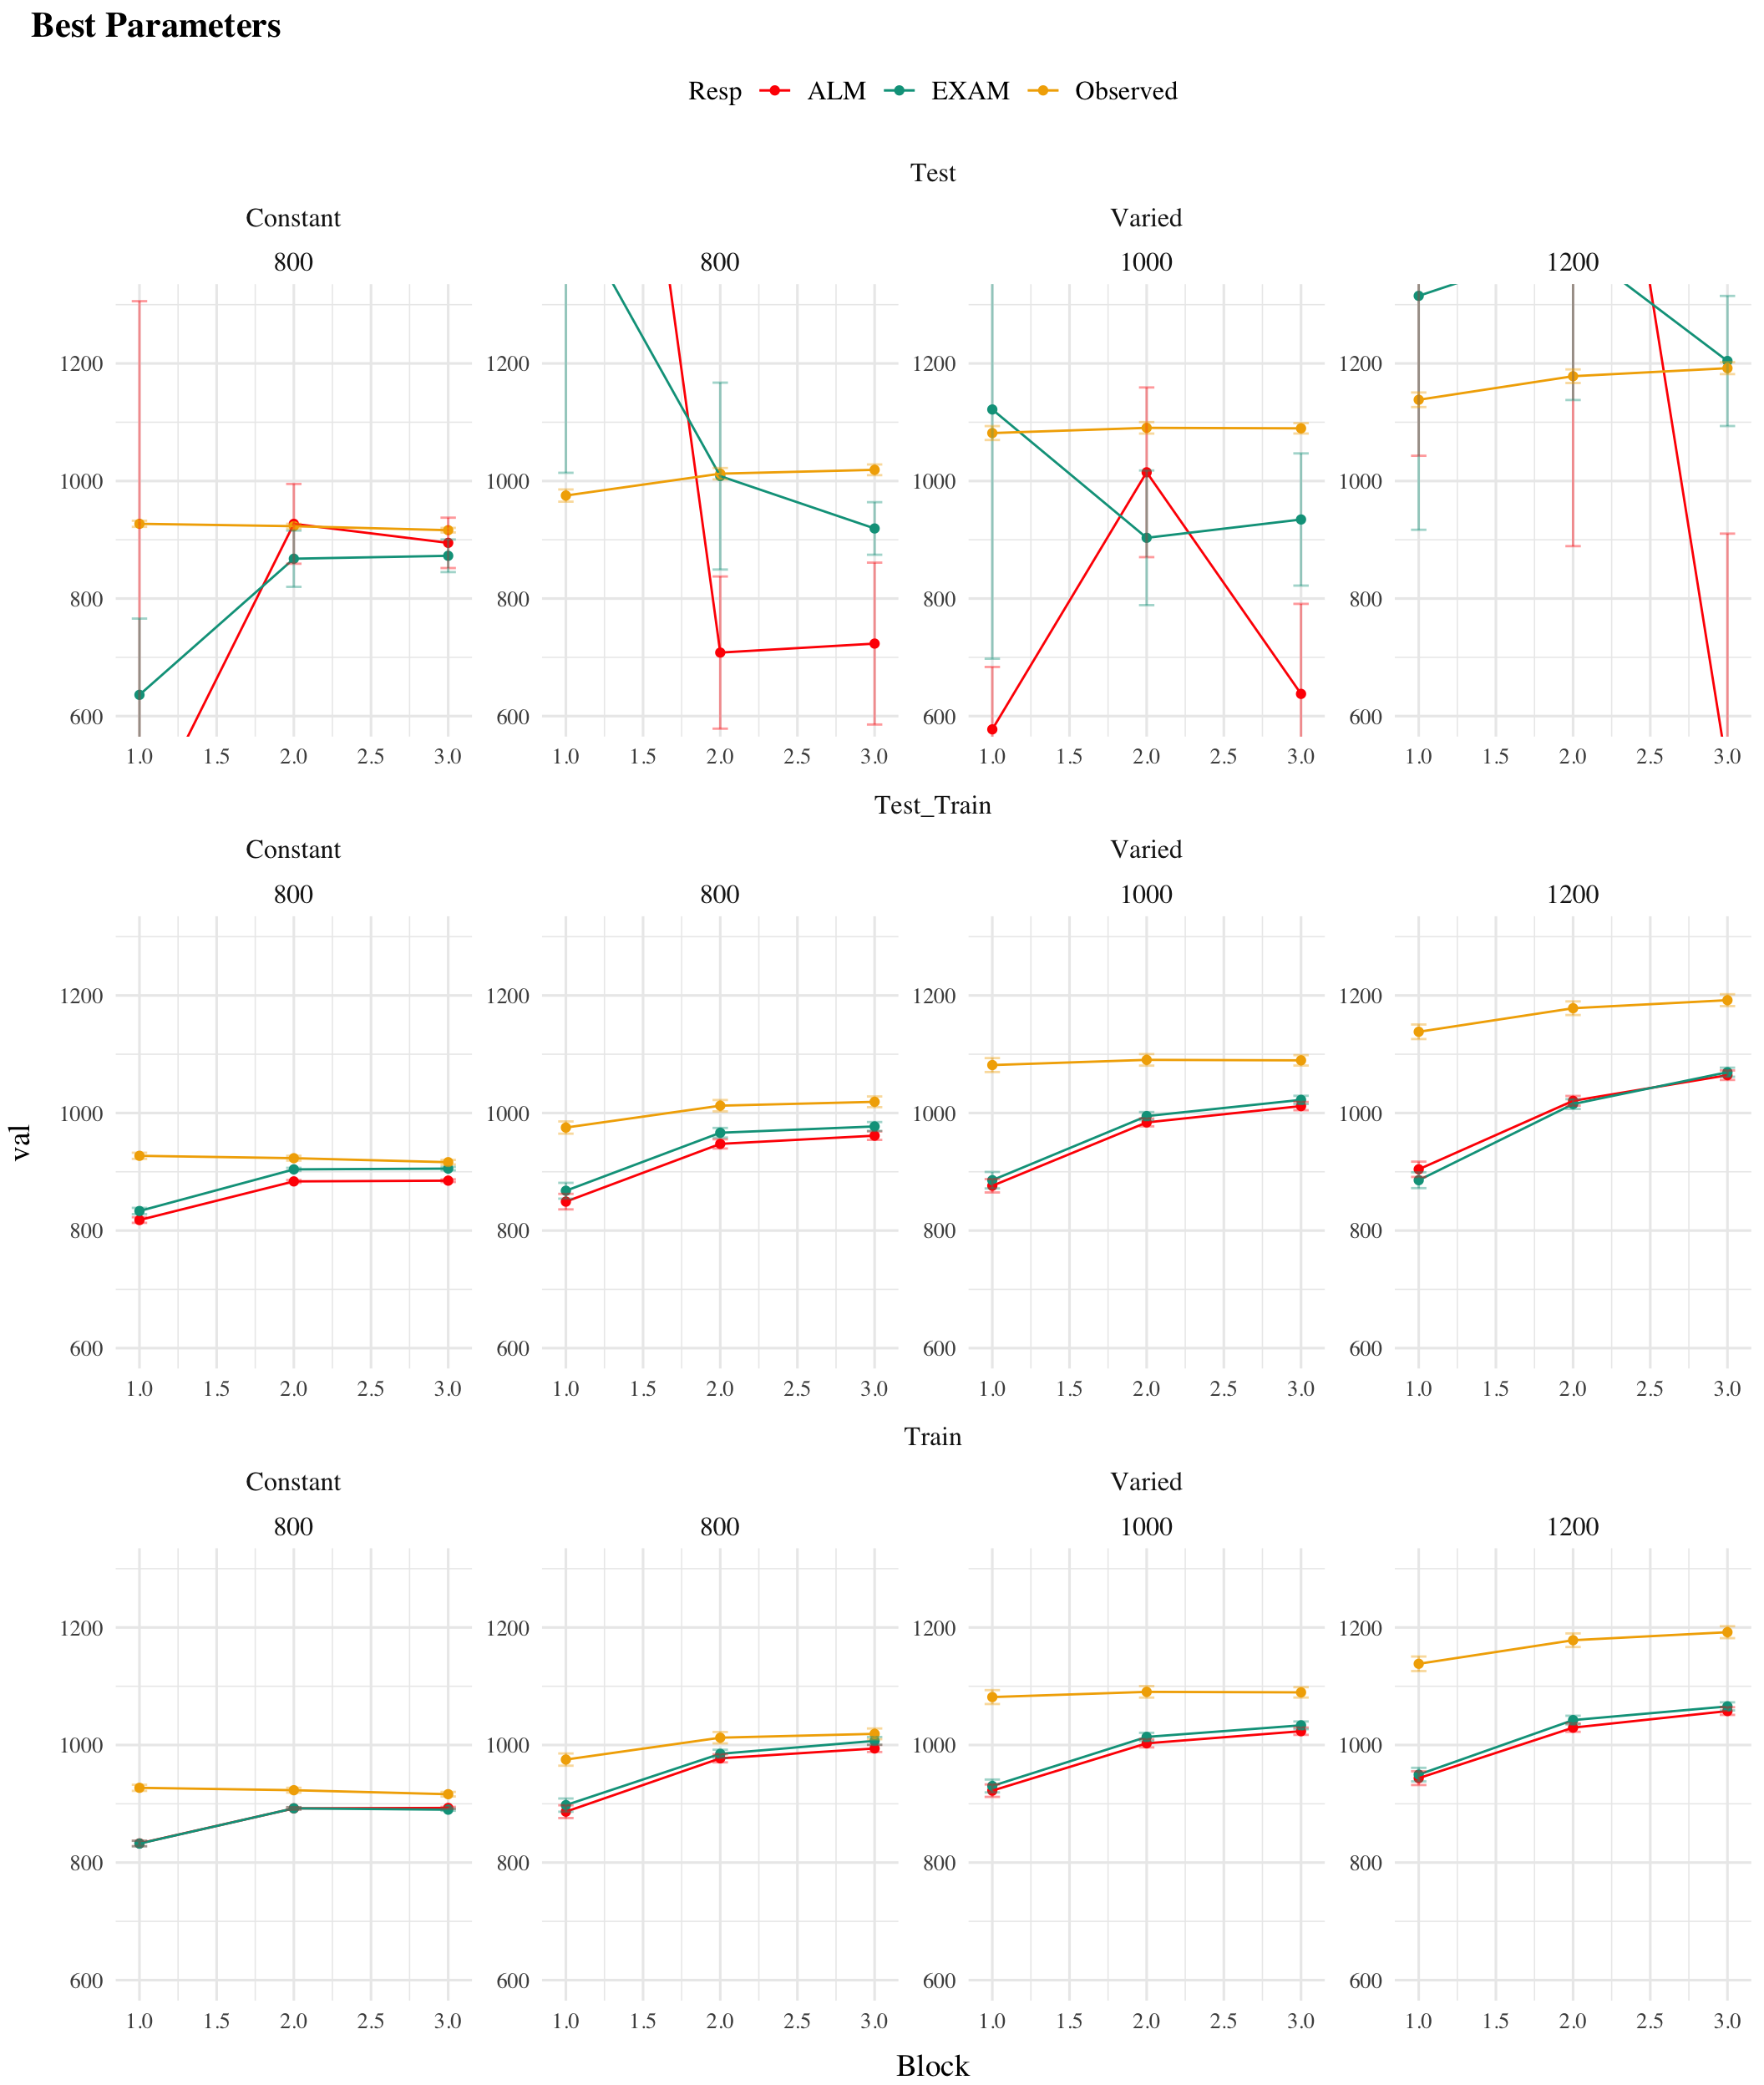 Best Parameters
Resp ALM EXAM Observed
Test
Constant Varied
800 800 1000 1200
1200 1200 1200 1200
1000 1000 1000 1000
800 800 800 800
600 600 600 600
1.0 1.5 2.0 2.5 3.0 1.0 1.5 2.0 2.5 3.0 1.0 1.5 2.0 2.5 3.0 1.0 1.5 2.0 2.5 3.0
Test_Train
Constant Varied
800 800 1000 1200
1200 1200 1200 1200
1000 1000 1000 1000
val
800 800 800 800
600 600 600 600
1.0 1.5 2.0 2.5 3.0 1.0 1.5 2.0 2.5 3.0 1.0 1.5 2.0 2.5 3.0 1.0 1.5 2.0 2.5 3.0
Train
Constant Varied
800 800 1000 1200
1200 1200 1200 1200
1000 1000 1000 1000
800 800 800 800
600 600 600 600
1.0 1.5 2.0 2.5 3.0 1.0 1.5 2.0 2.5 3.0 1.0 1.5 2.0 2.5 3.0 1.0 1.5 2.0 2.5 3.0
Block